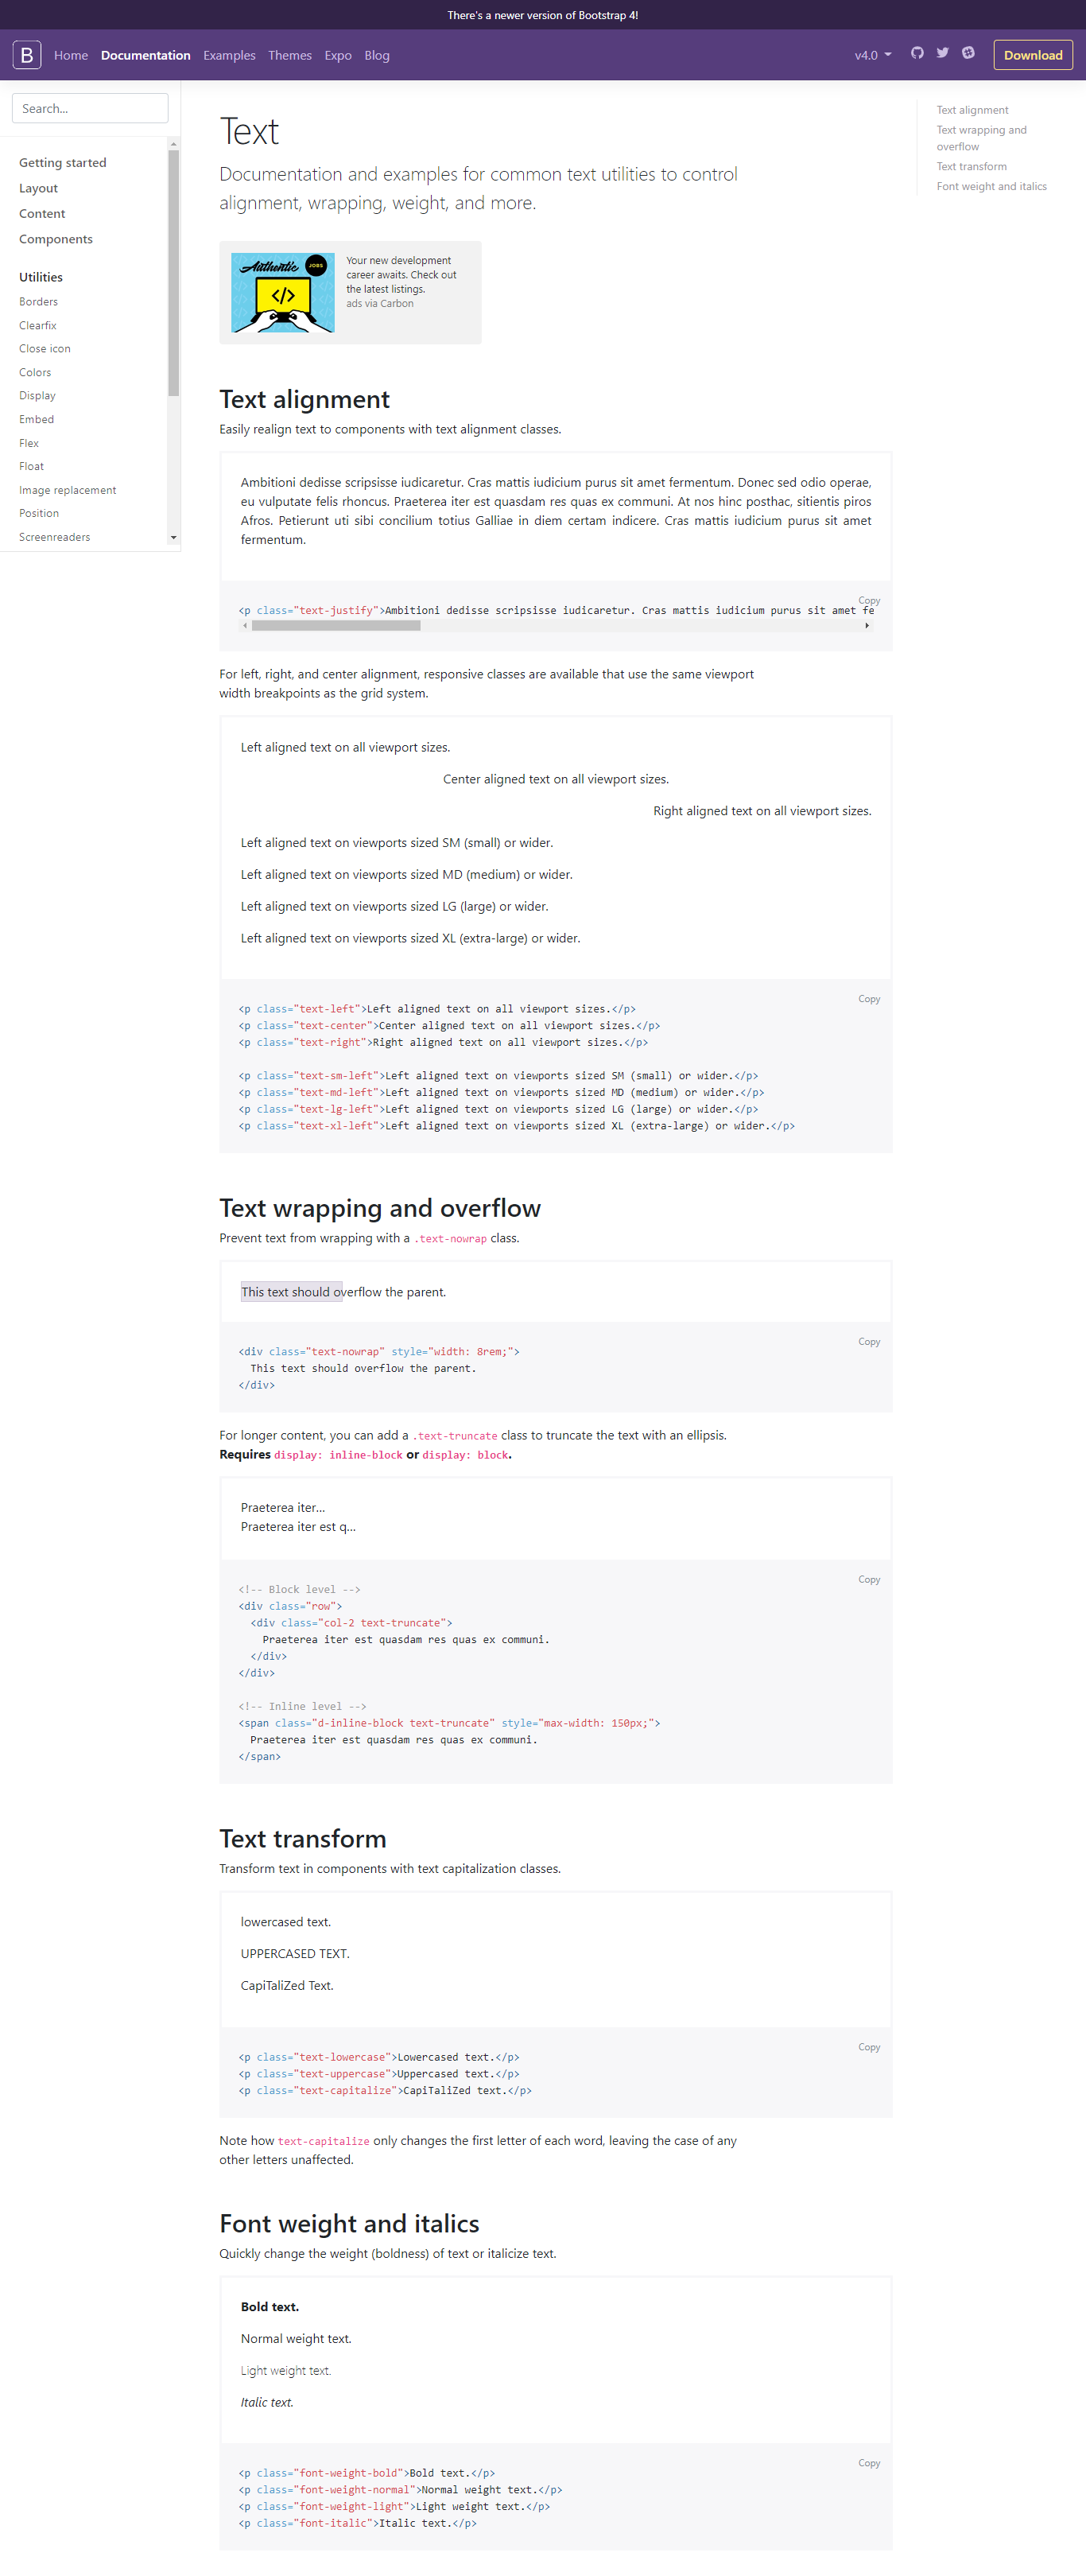 There's a newer version of Bootstrap 4!
B Home Documentation Examples Themes Expo Blog v4.0 Download
Search...
Getting started
Layout
Content
Components
Utilities
Borders
Clearfix
Close icon
Colors
Display
Embed
Flex
Float
Image replacement
Position
Screenreaders
Text
Documentation and examples for common text utilities to control
alignment, wrapping, weight, and more.
Authentic JOBS
</>
Your new development
career awaits. Check out
the latest listings.
ads via Carbon
Text alignment
Text wrapping and
overflow
Text transform
Font weight and italics
Text alignment
Easily realign text to components with text alignment classes.
Ambitioni dedisse scripsisse iudicaretur. Cras mattis iudicium purus sit amet fermentum. Donec sed odio operae,
eu vulputate felis rhoncus. Praeterea iter est quasdam res quas ex communi. At nos hinc posthac, sitientis piros
Afros. Petierunt uti sibi concilium totius Galliae in diem certam indicere. Cras mattis iudicium purus sit amet
fermentum.
Copy
<p class="text-justify">Ambitioni dedisse scripsisse iudicaretur. Cras mattis iudicium purus sit amet fe
For left, right, and center alignment, responsive classes are available that use the same viewport
width breakpoints as the grid system.
Left aligned text on all viewport sizes.
Center aligned text on all viewport sizes.
Right aligned text on all viewport sizes.
Left aligned text on viewports sized SM (small) or wider.
Left aligned text on viewports sized MD (medium) or wider.
Left aligned text on viewports sized LG (large) or wider.
Left aligned text on viewports sized XL (extra-large) or wider.
Copy
<p class="text-left">Left aligned text on all viewport sizes.</p>
<p class="text-center">Center aligned text on all viewport sizes.</p>
<p class="text-right">Right aligned text on all viewport sizes.</p>
<p class="text-sm-left">Left aligned text on viewports sized SM (small) or wider.</p>
<p class="text-md-left">Left aligned text on viewports sized MD (medium) or wider.</p>
<p class="text-lg-left">Left aligned text on viewports sized LG (large) or wider.</p>
<p class="text-xl-left">Left aligned text on viewports sized XL (extra-large) or wider.</p>
Text wrapping and overflow
Prevent text from wrapping with a .text-nowrap class.
This text should overflow the parent.
Copy
<div class="text-nowrap" style="width: 8rem;">
This text should overflow the parent.
</div>
For longer content, you can add a .text-truncate class to truncate the text with an ellipsis.
Requires display: inline-block or display: block.
Praeterea iter...
Praeterea iter est q...
Copy
<!-- Block level -->
<div class="row">
<div class="col-2 text-truncate">
Praeterea iter est quasdam res quas ex communi.
</div>
</div>
<!-- Inline level -->
<span class="d-inline-block text-truncate" style="max-width: 150px;">
Praeterea iter est quasdam res quas ex communi.
</span>
Text transform
Transform text in components with text capitalization classes.
lowercased text.
UPPERCASED TEXT.
CapiTaliZed Text.
Copy
<p class="text-lowercase">Lowercased text.</p>
<p class="text-uppercase">Uppercased text.</p>
<p class="text-capitalize">CapiTaliZed text.</p>
Note how text-capitalize only changes the first letter of each word, leaving the case of any
other letters unaffected.
Font weight and italics
Quickly change the weight (boldness) of text or italicize text.
Bold text.
Normal weight text.
Light weight text.
Italic text.
Copy
<p class="font-weight-bold">Bold text.</p>
<p class="font-weight-normal">Normal weight text.</p>
<p class="font-weight-light">Light weight text.</p>
<p class="font-italic">Italic text.</p>